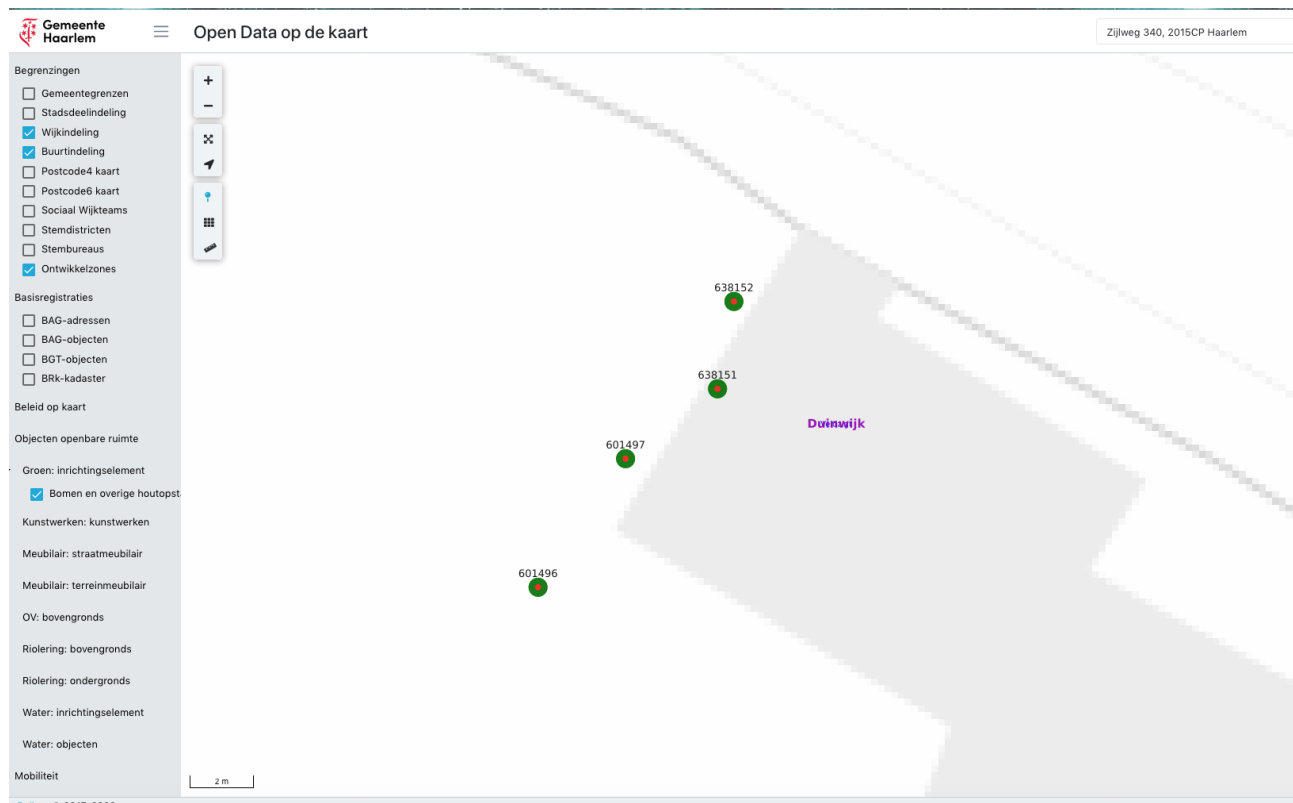 Gemeente
Haarlem
Open Data op de kaart
Zijlweg 340, 2015CP Haarlem
Begrenzingen
Gemeentegrenzen
Stadsdeelindeling
Wijkindeling
Buurtindeling
Postcode4 kaart
Postcode6 kaart
Sociaal Wijkteams
Stemdistricten
Stembureaus
Ontwikkelzones
Basisregistraties
BAG-adressen
BAG-objecten
BGT-objecten
BRk-kadaster
Beleid op kaart
Objecten openbare ruimte
Groen: inrichtingselement
Bomen en overige houtopst
Kunstwerken: kunstwerken
Meubilair: straatmeubilair
Meubilair: terreinmeubilair
OV: bovengronds
Riolering: bovengronds
Riolering: ondergronds
Water: inrichtingselement
Water: objecten
Mobiliteit
+
−
638152
638151
Duinwijk
601497
601496
2 m